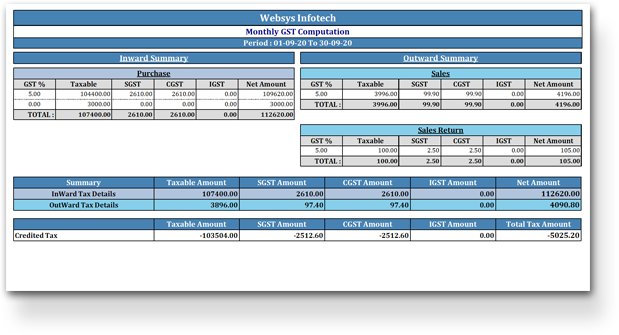 Websys Infotech
Monthly GST Computation
Period : 01-09-20 To 30-09-20
Inward Summary
Purchase
GST % Taxable SGST CGST IGST Net Amount
5.00 104400.00 2610.00 2610.00 0.00 109620.00
0.00 3000.00 0.00 0.00 0.00 3000.00
TOTAL : 107400.00 2610.00 2610.00 0.00 112620.00
Outward Summary
Sales
GST % Taxable SGST CGST IGST Net Amount
5.00 3996.00 99.90 99.90 0.00 4196.00
TOTAL : 3996.00 99.90 99.90 0.00 4196.00
Sales Return
GST % Taxable SGST CGST IGST Net Amount
5.00 100.00 2.50 2.50 0.00 105.00
TOTAL : 100.00 2.50 2.50 0.00 105.00
Summary Taxable Amount SGST Amount CGST Amount IGST Amount Net Amount
InWard Tax Details 107400.00 2610.00 2610.00 0.00 112620.00
OutWard Tax Details 3896.00 97.40 97.40 0.00 4090.80
Taxable Amount SGST Amount CGST Amount IGST Amount Total Tax Amount
Credited Tax -103504.00 -2512.60 -2512.60 0.00 -5025.20